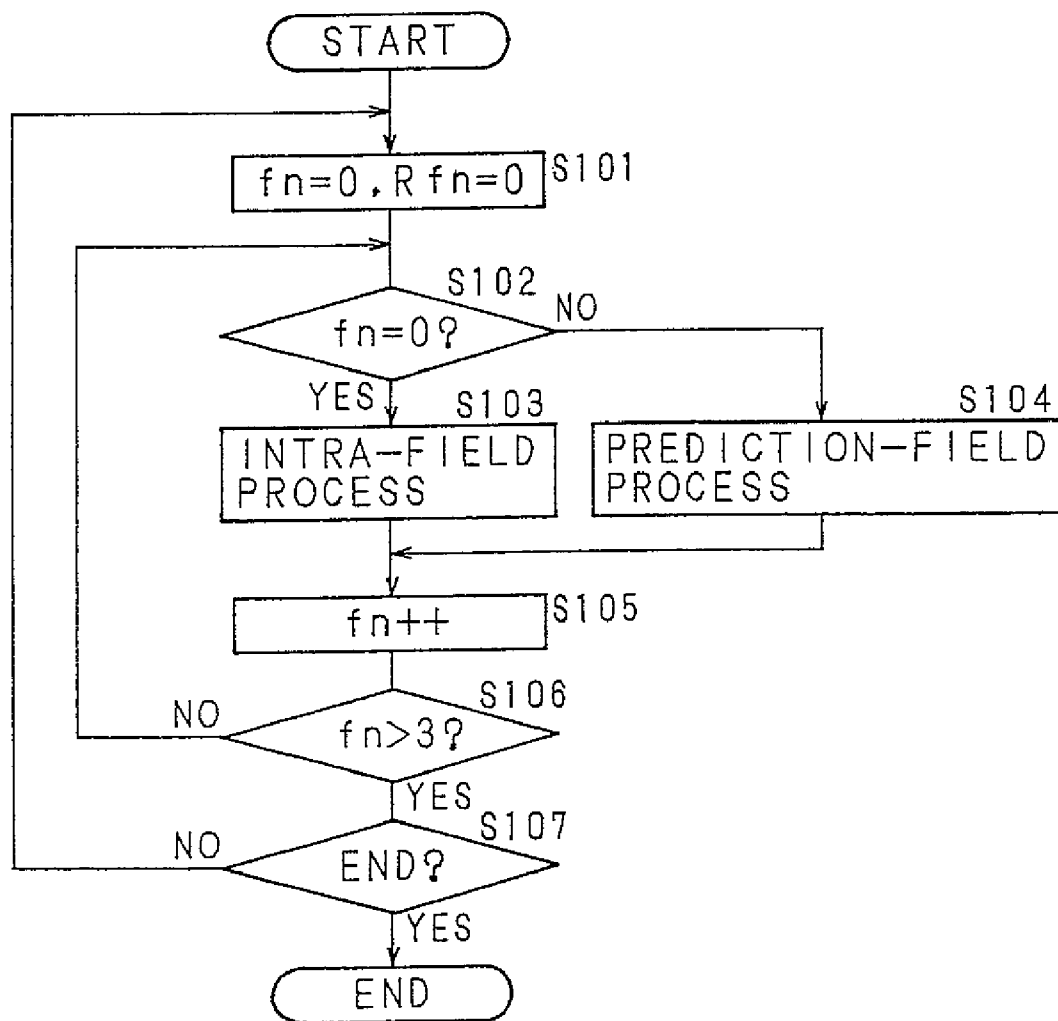 START
fn=0.Rfn=0
S101
S102
fn=0?
NO
YES
S103
S104
INTRA-FIELD
PROCESS
PREDICTION-FIELD
PROCESS
fn++
S105
S106
NO
fn>3?
YES
S107
NO
END?
YES
END